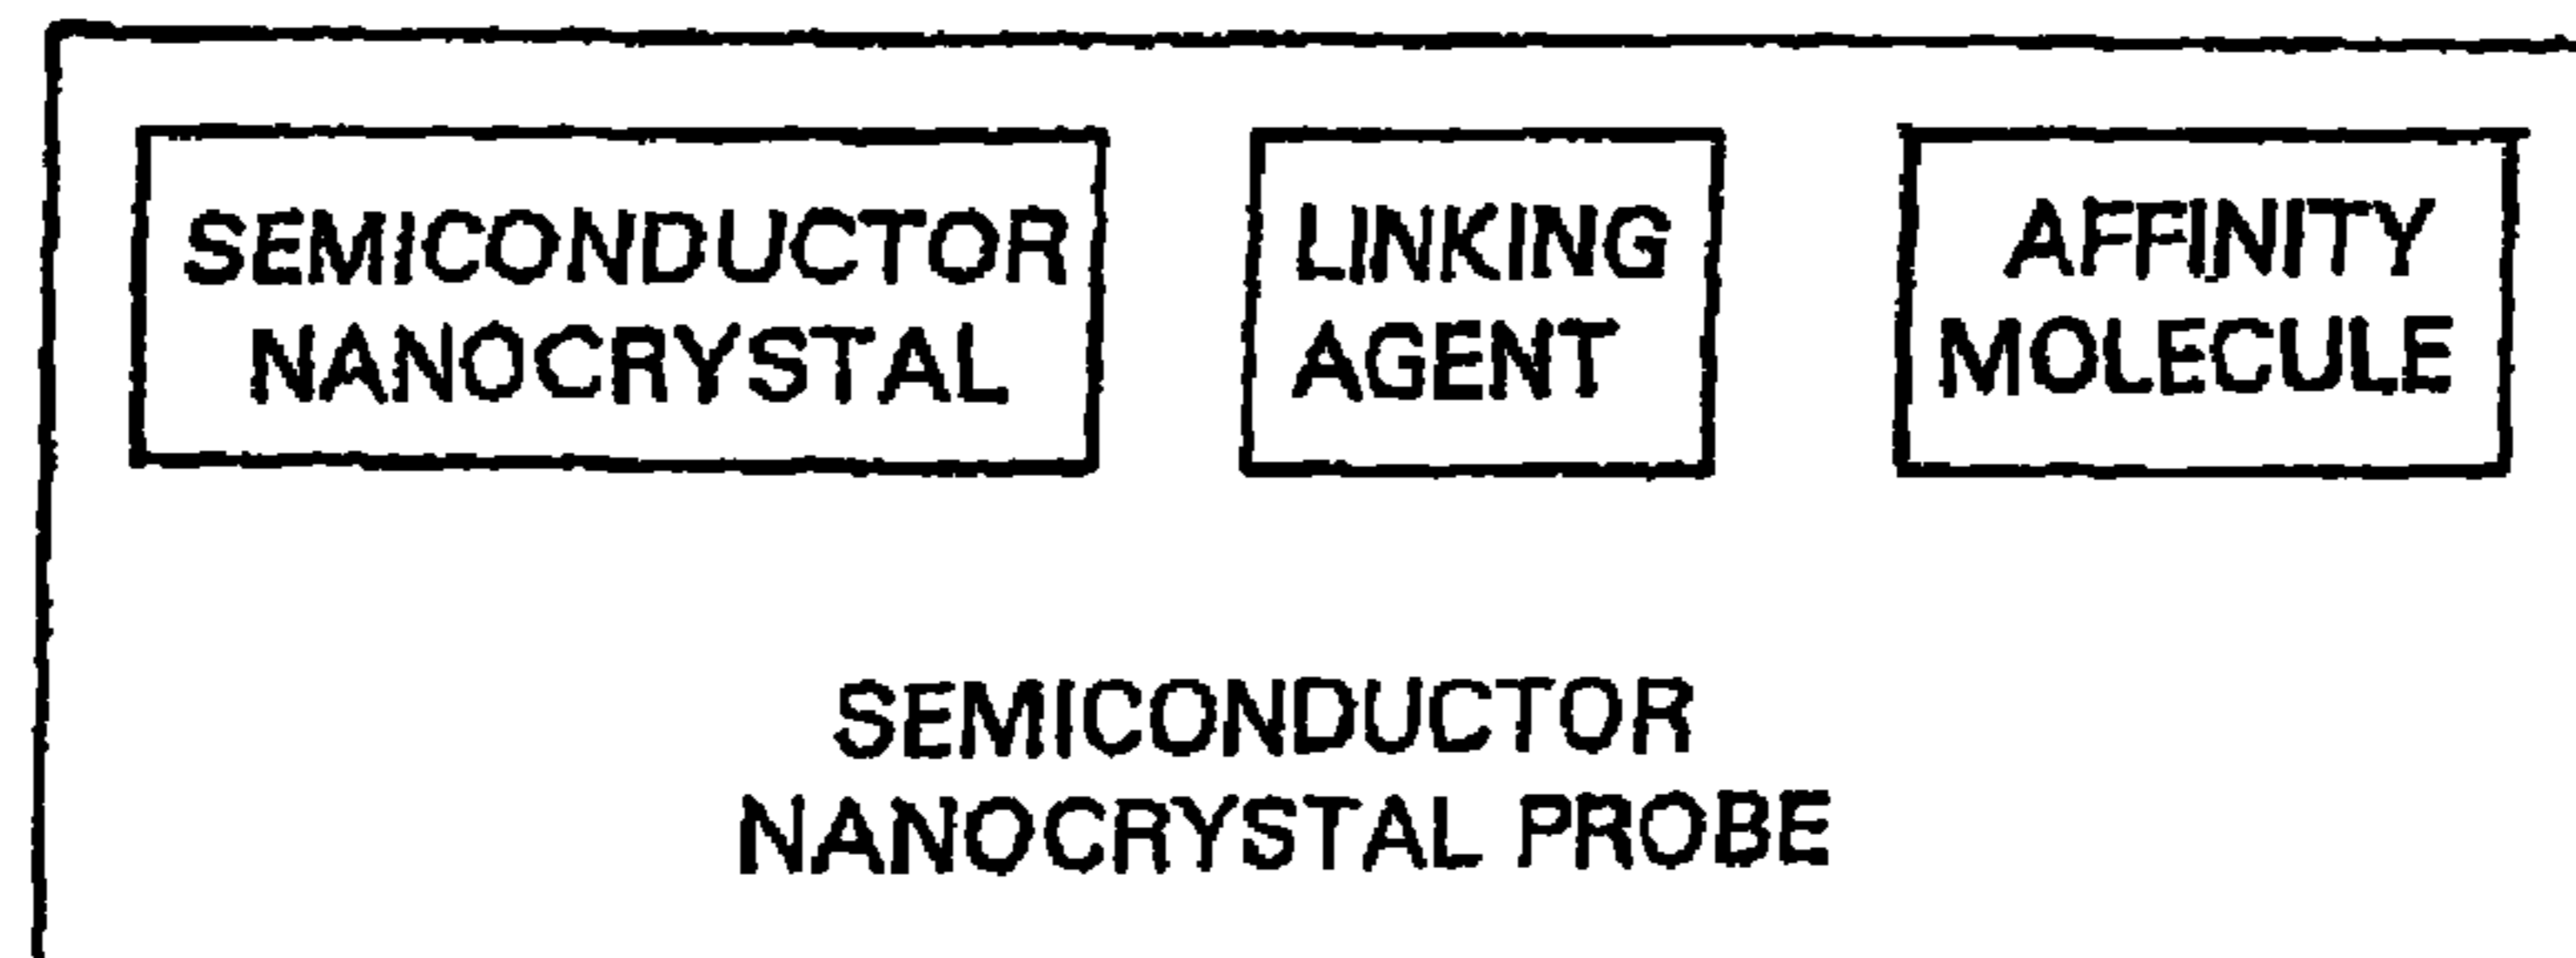 SEMICONDUCTOR
NANOCRYSTAL
LINKING
AGENT
AFFINITY
MOLECULE
SEMICONDUCTOR
NANOCRYSTAL PROBE